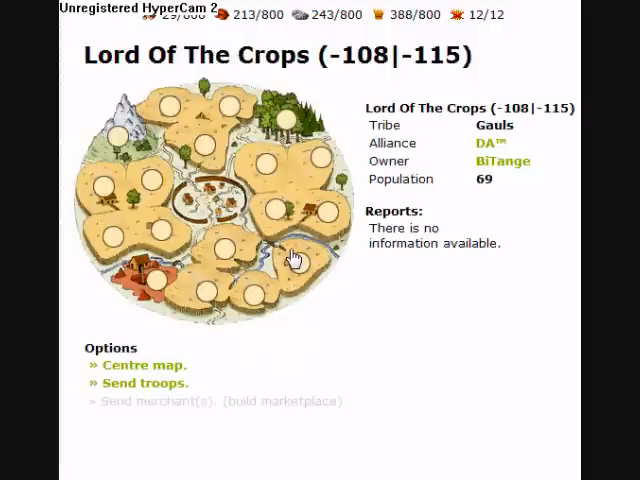 Unregistered HyperCam 2
29/800 213/800 243/800 388/800 12/12
Lord Of The Crops (-108|-115)
Lord Of The Crops (-108|-115)
Tribe Gauls
Alliance DA™
Owner BiTange
Population 69
Reports:
There is no
information available.
Options
» Centre map.
» Send troops.
» Send merchant(s). (build marketplace)